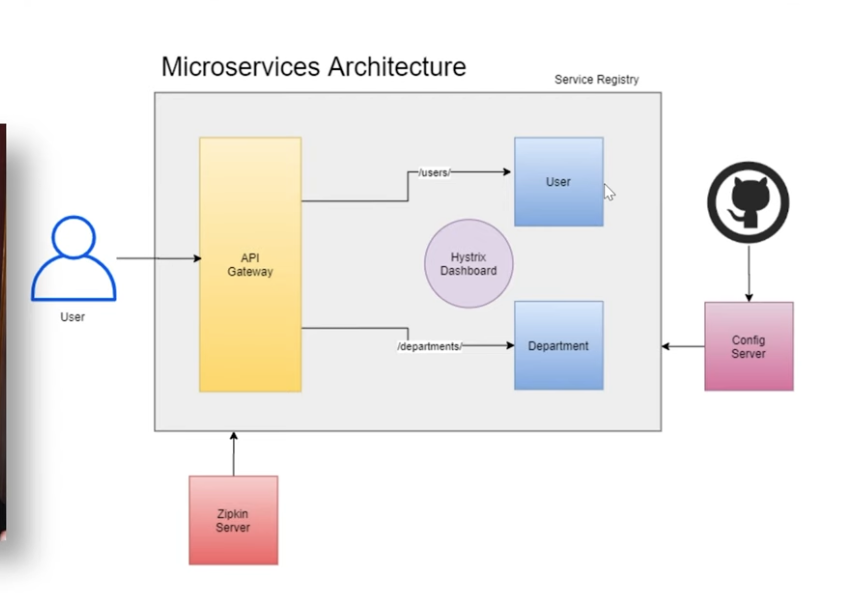 Microservices Architecture
Service Registry
/users/
User
API
Gateway
Hystrix
Dashboard
User
/departments/
Department
Config
Server
Zipkin
Server